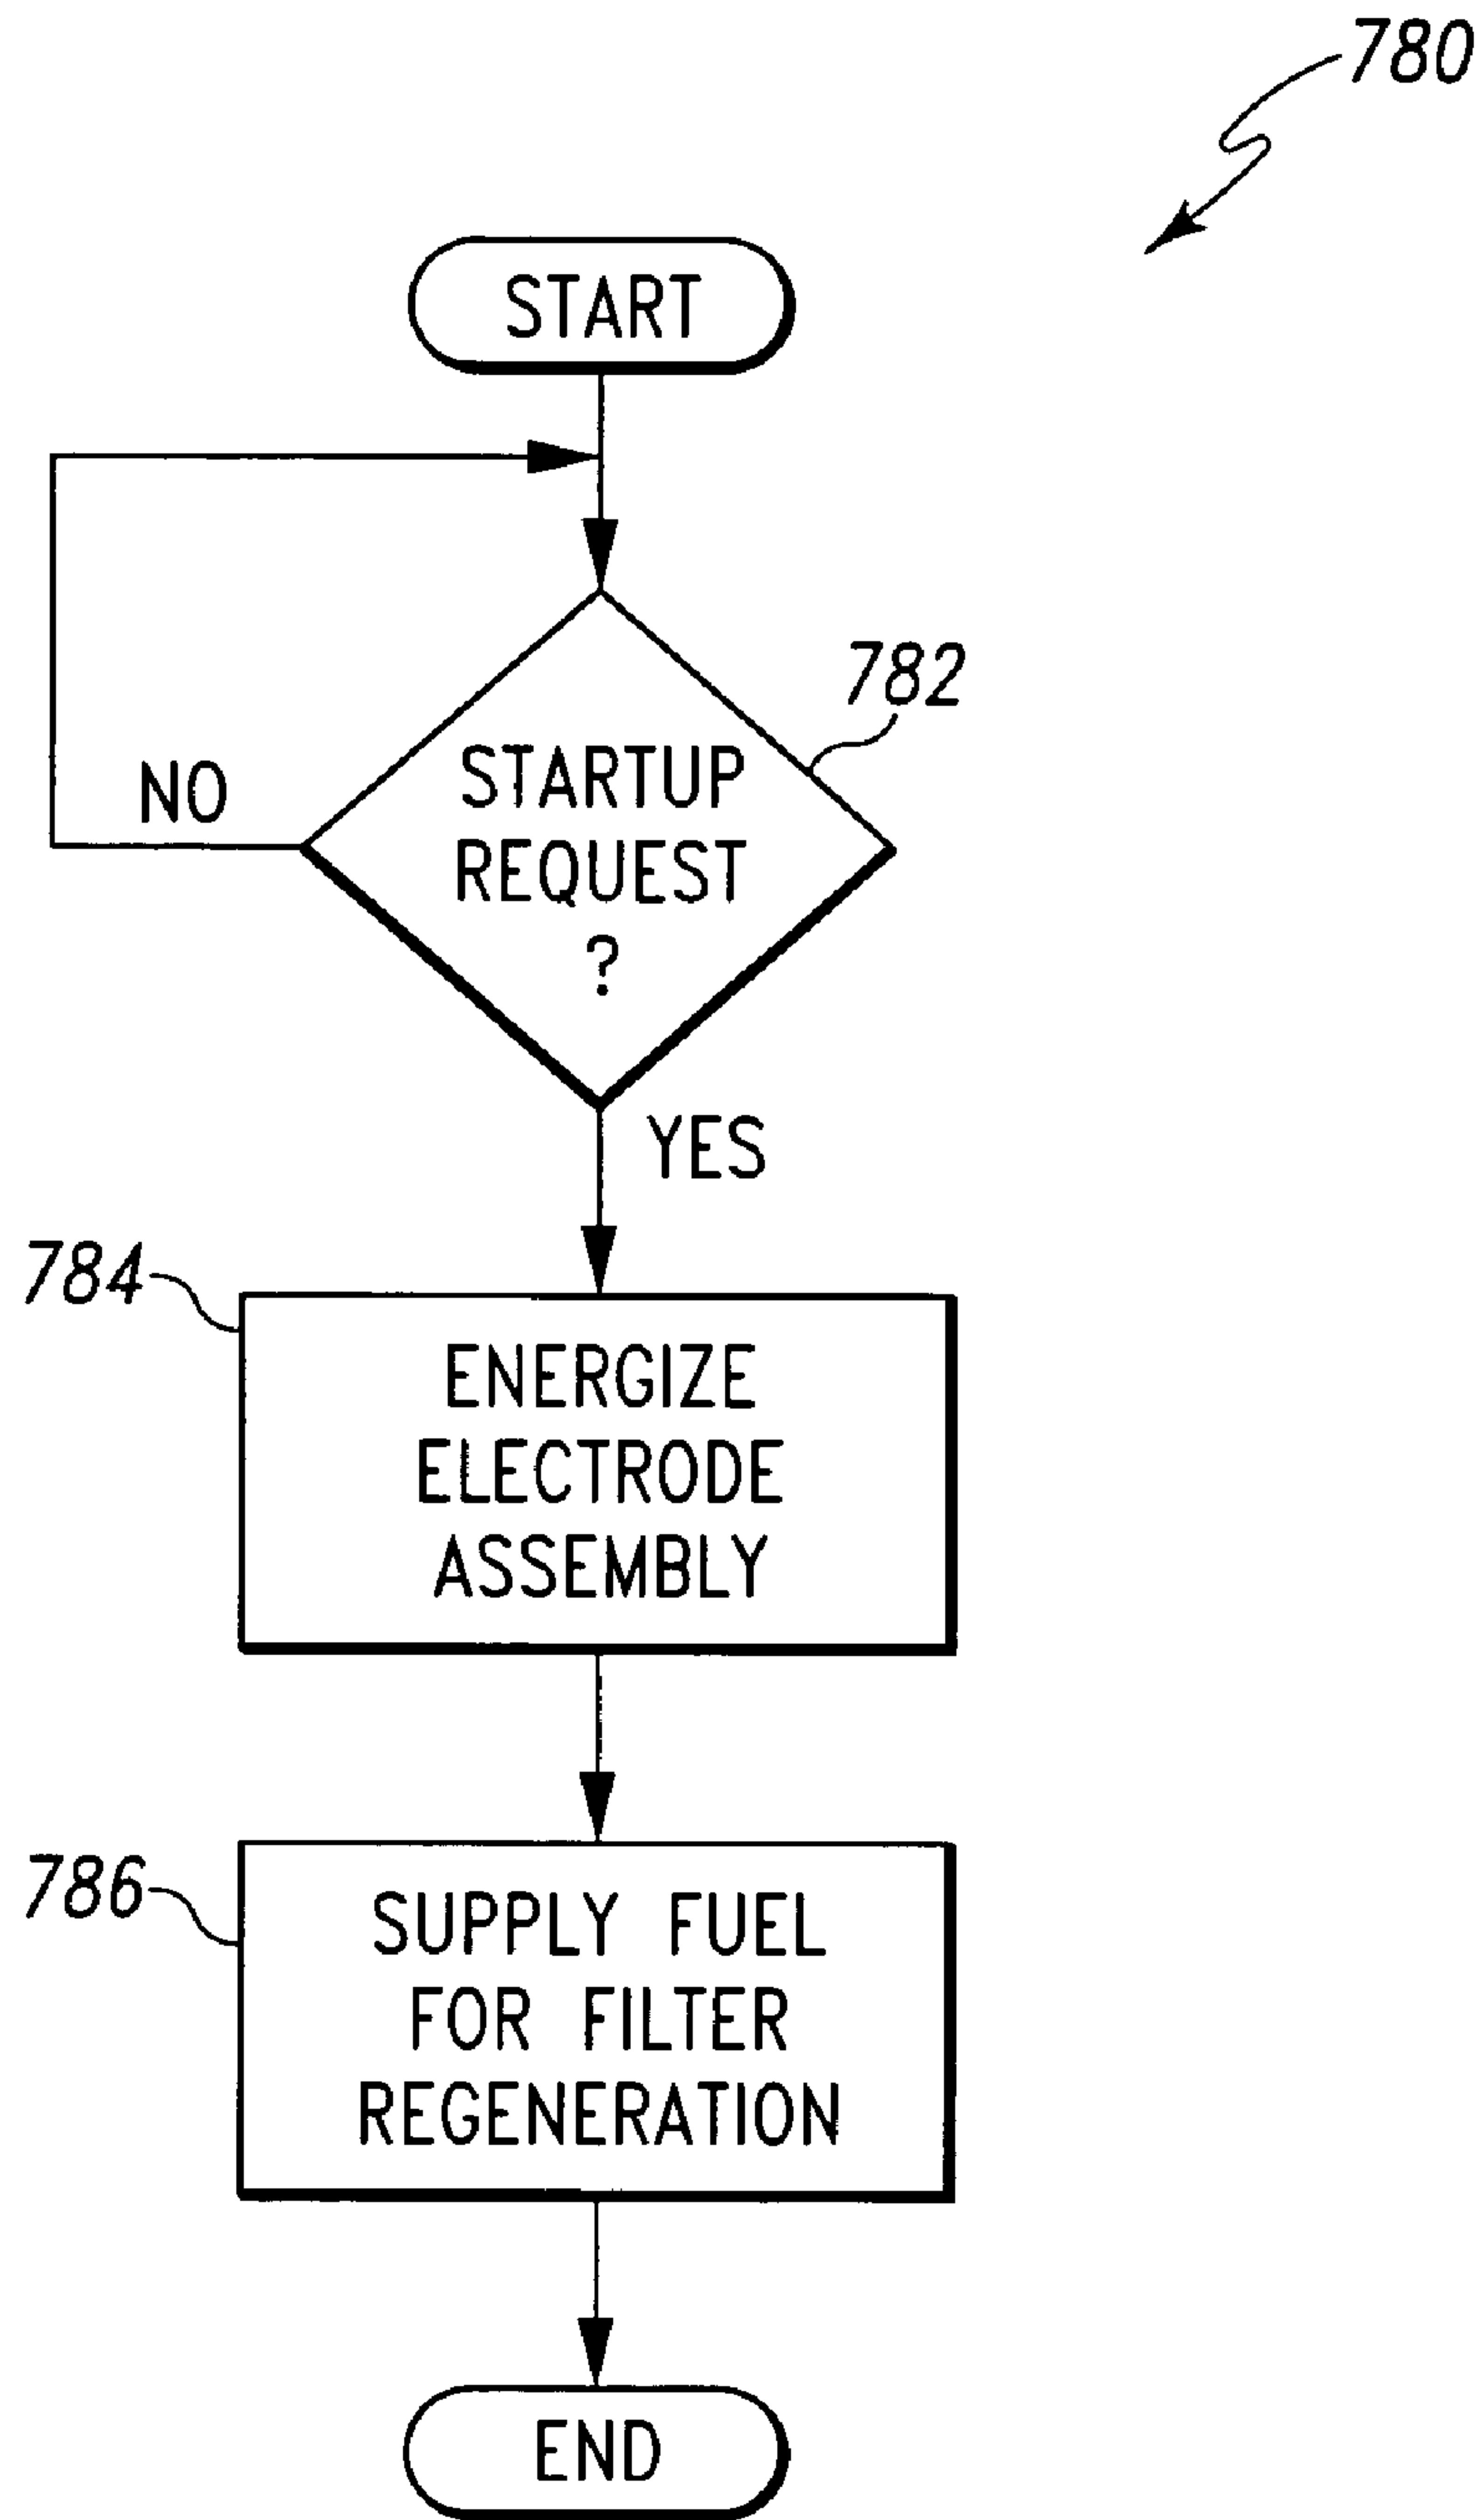 780
START
782
STARTUP
REQUEST
?
NO
YES
784
ENERGIZE
ELECTRODE
ASSEMBLY
786
SUPPLY FUEL
FOR FILTER
REGENERATION
END